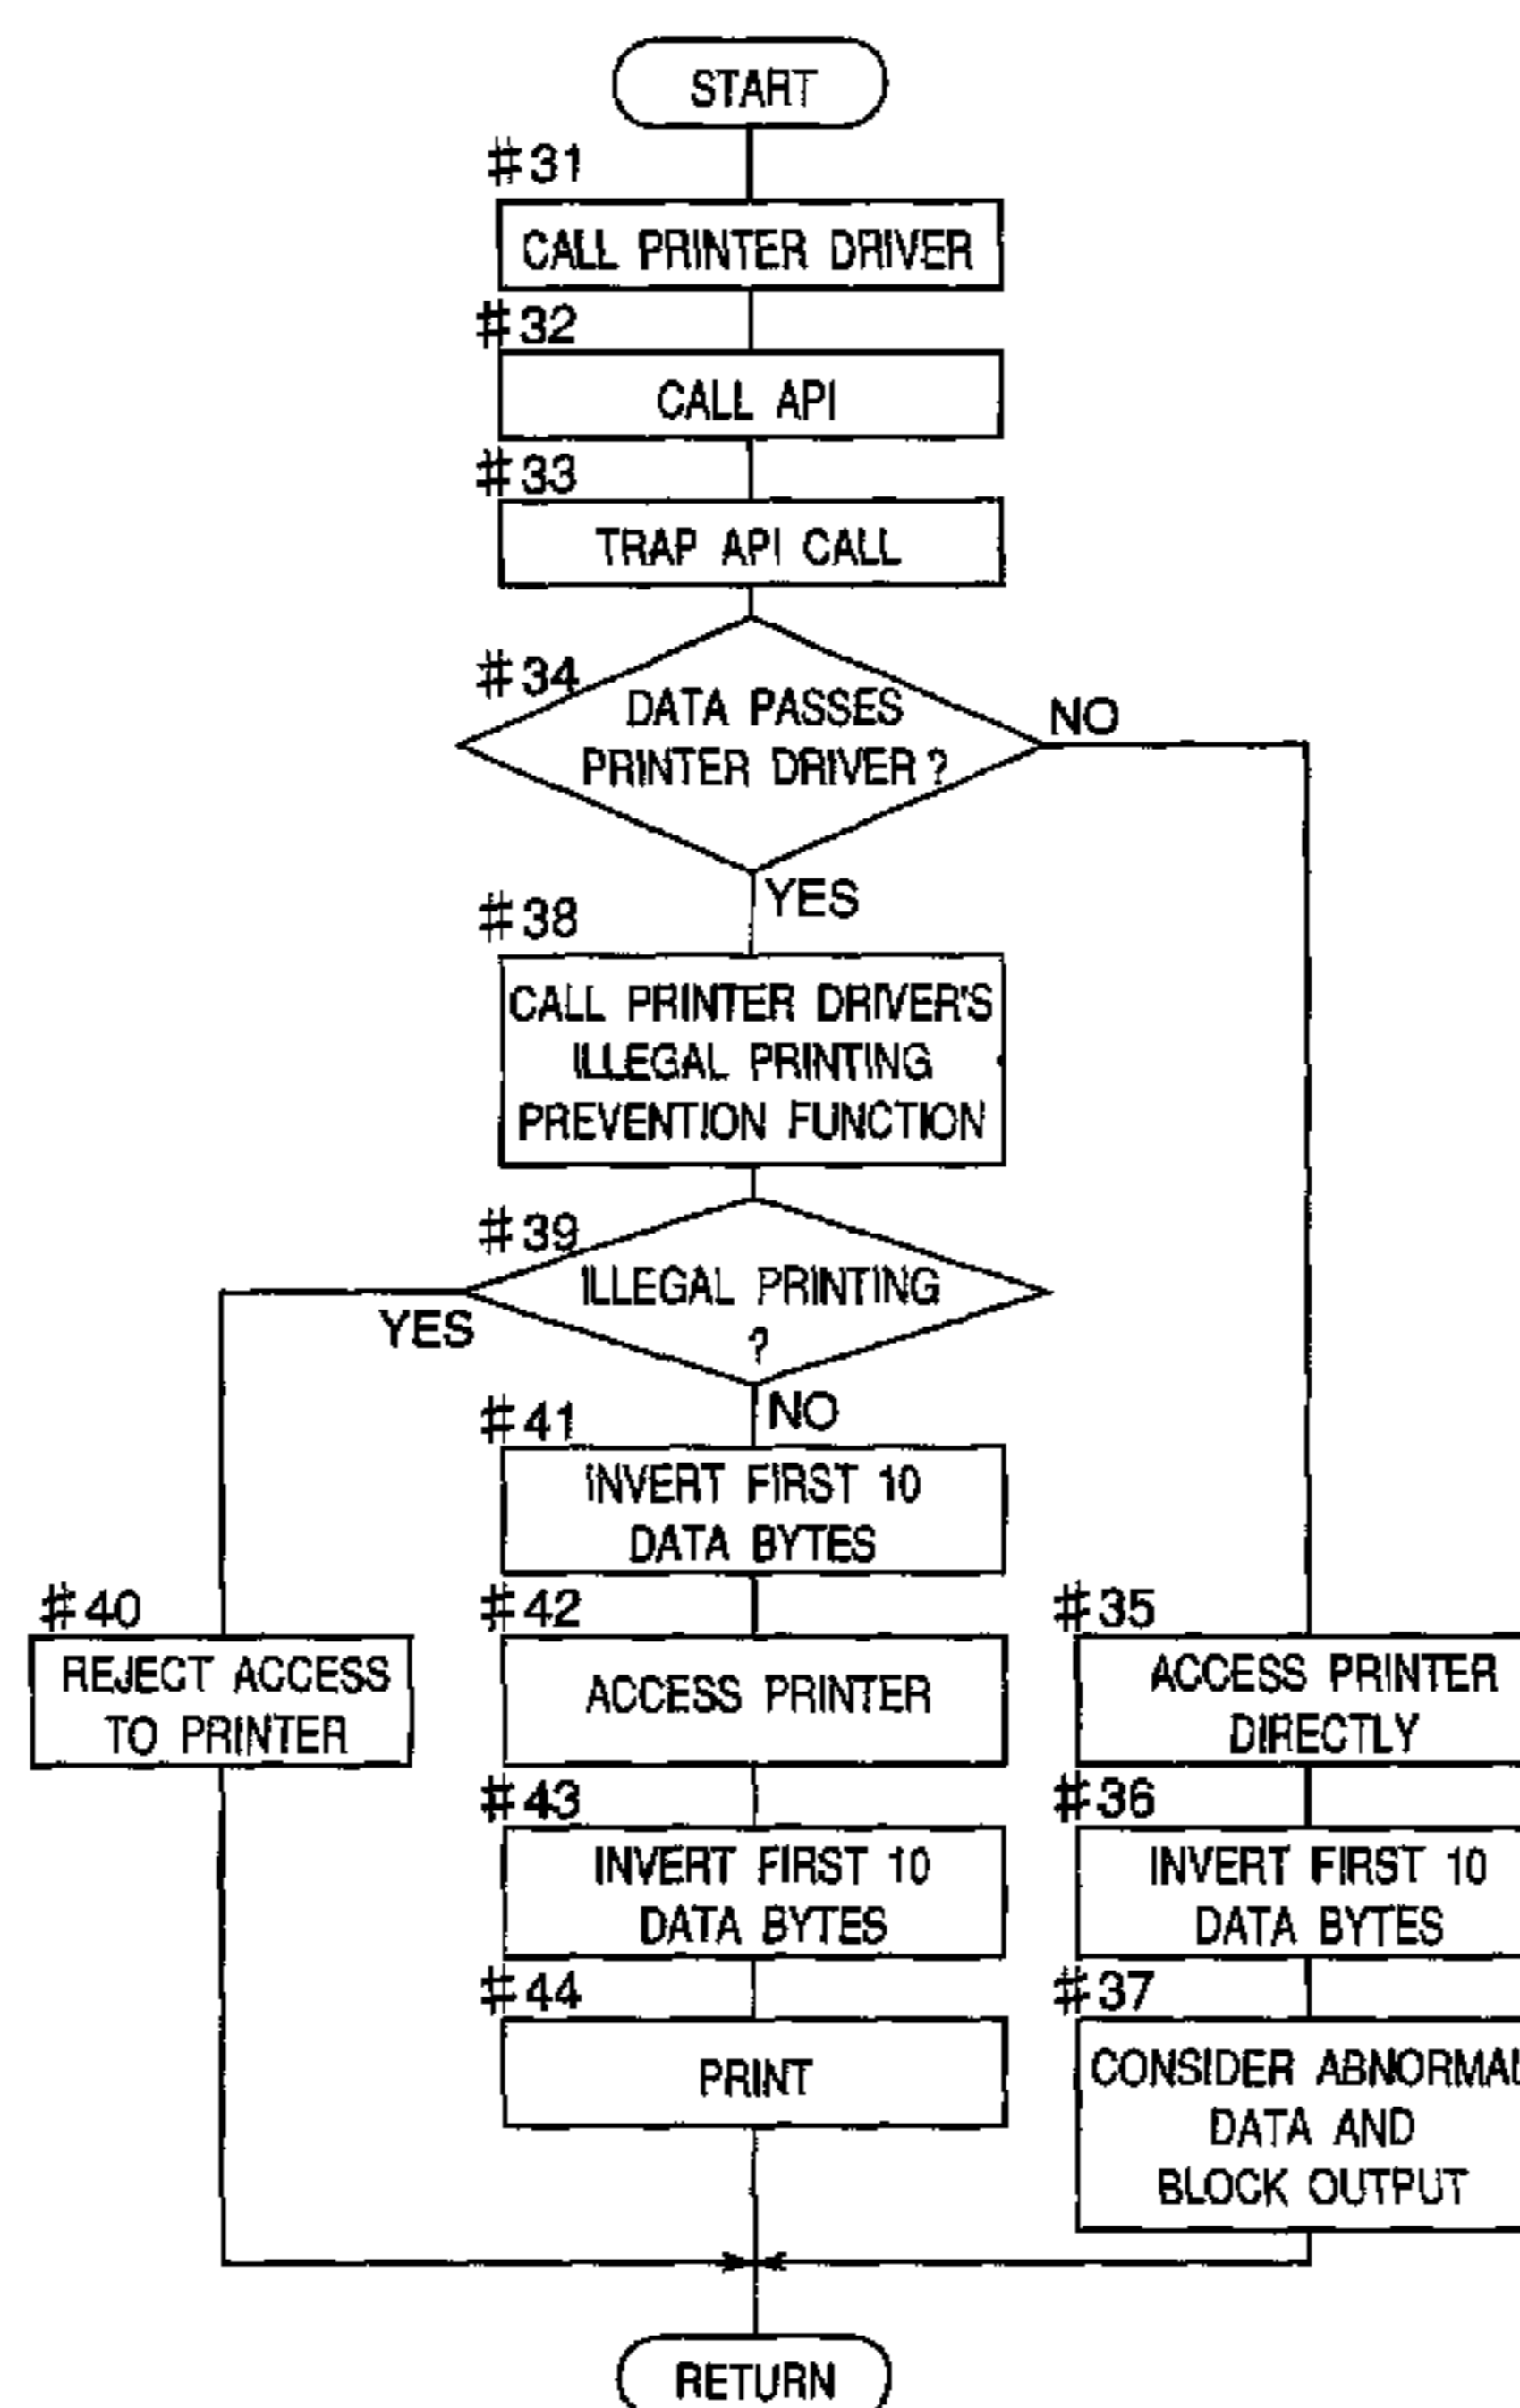 START
#31
CALL PRINTER DRIVER
#32
CALL API
#33
TRAP API CALL
#34
DATA PASSES
PRINTER DRIVER ?
NO
YES
#38
CALL PRINTER DRIVER'S
ILLEGAL PRINTING
PREVENTION FUNCTION
#39
ILLEGAL PRINTING
?
YES
NO
#41
INVERT FIRST 10
DATA BYTES
#40
REJECT ACCESS
TO PRINTER
#42
ACCESS PRINTER
#35
ACCESS PRINTER
DIRECTLY
#43
INVERT FIRST 10
DATA BYTES
#36
INVERT FIRST 10
DATA BYTES
#44
PRINT
#37
CONSIDER ABNORMAL
DATA AND
BLOCK OUTPUT
RETURN